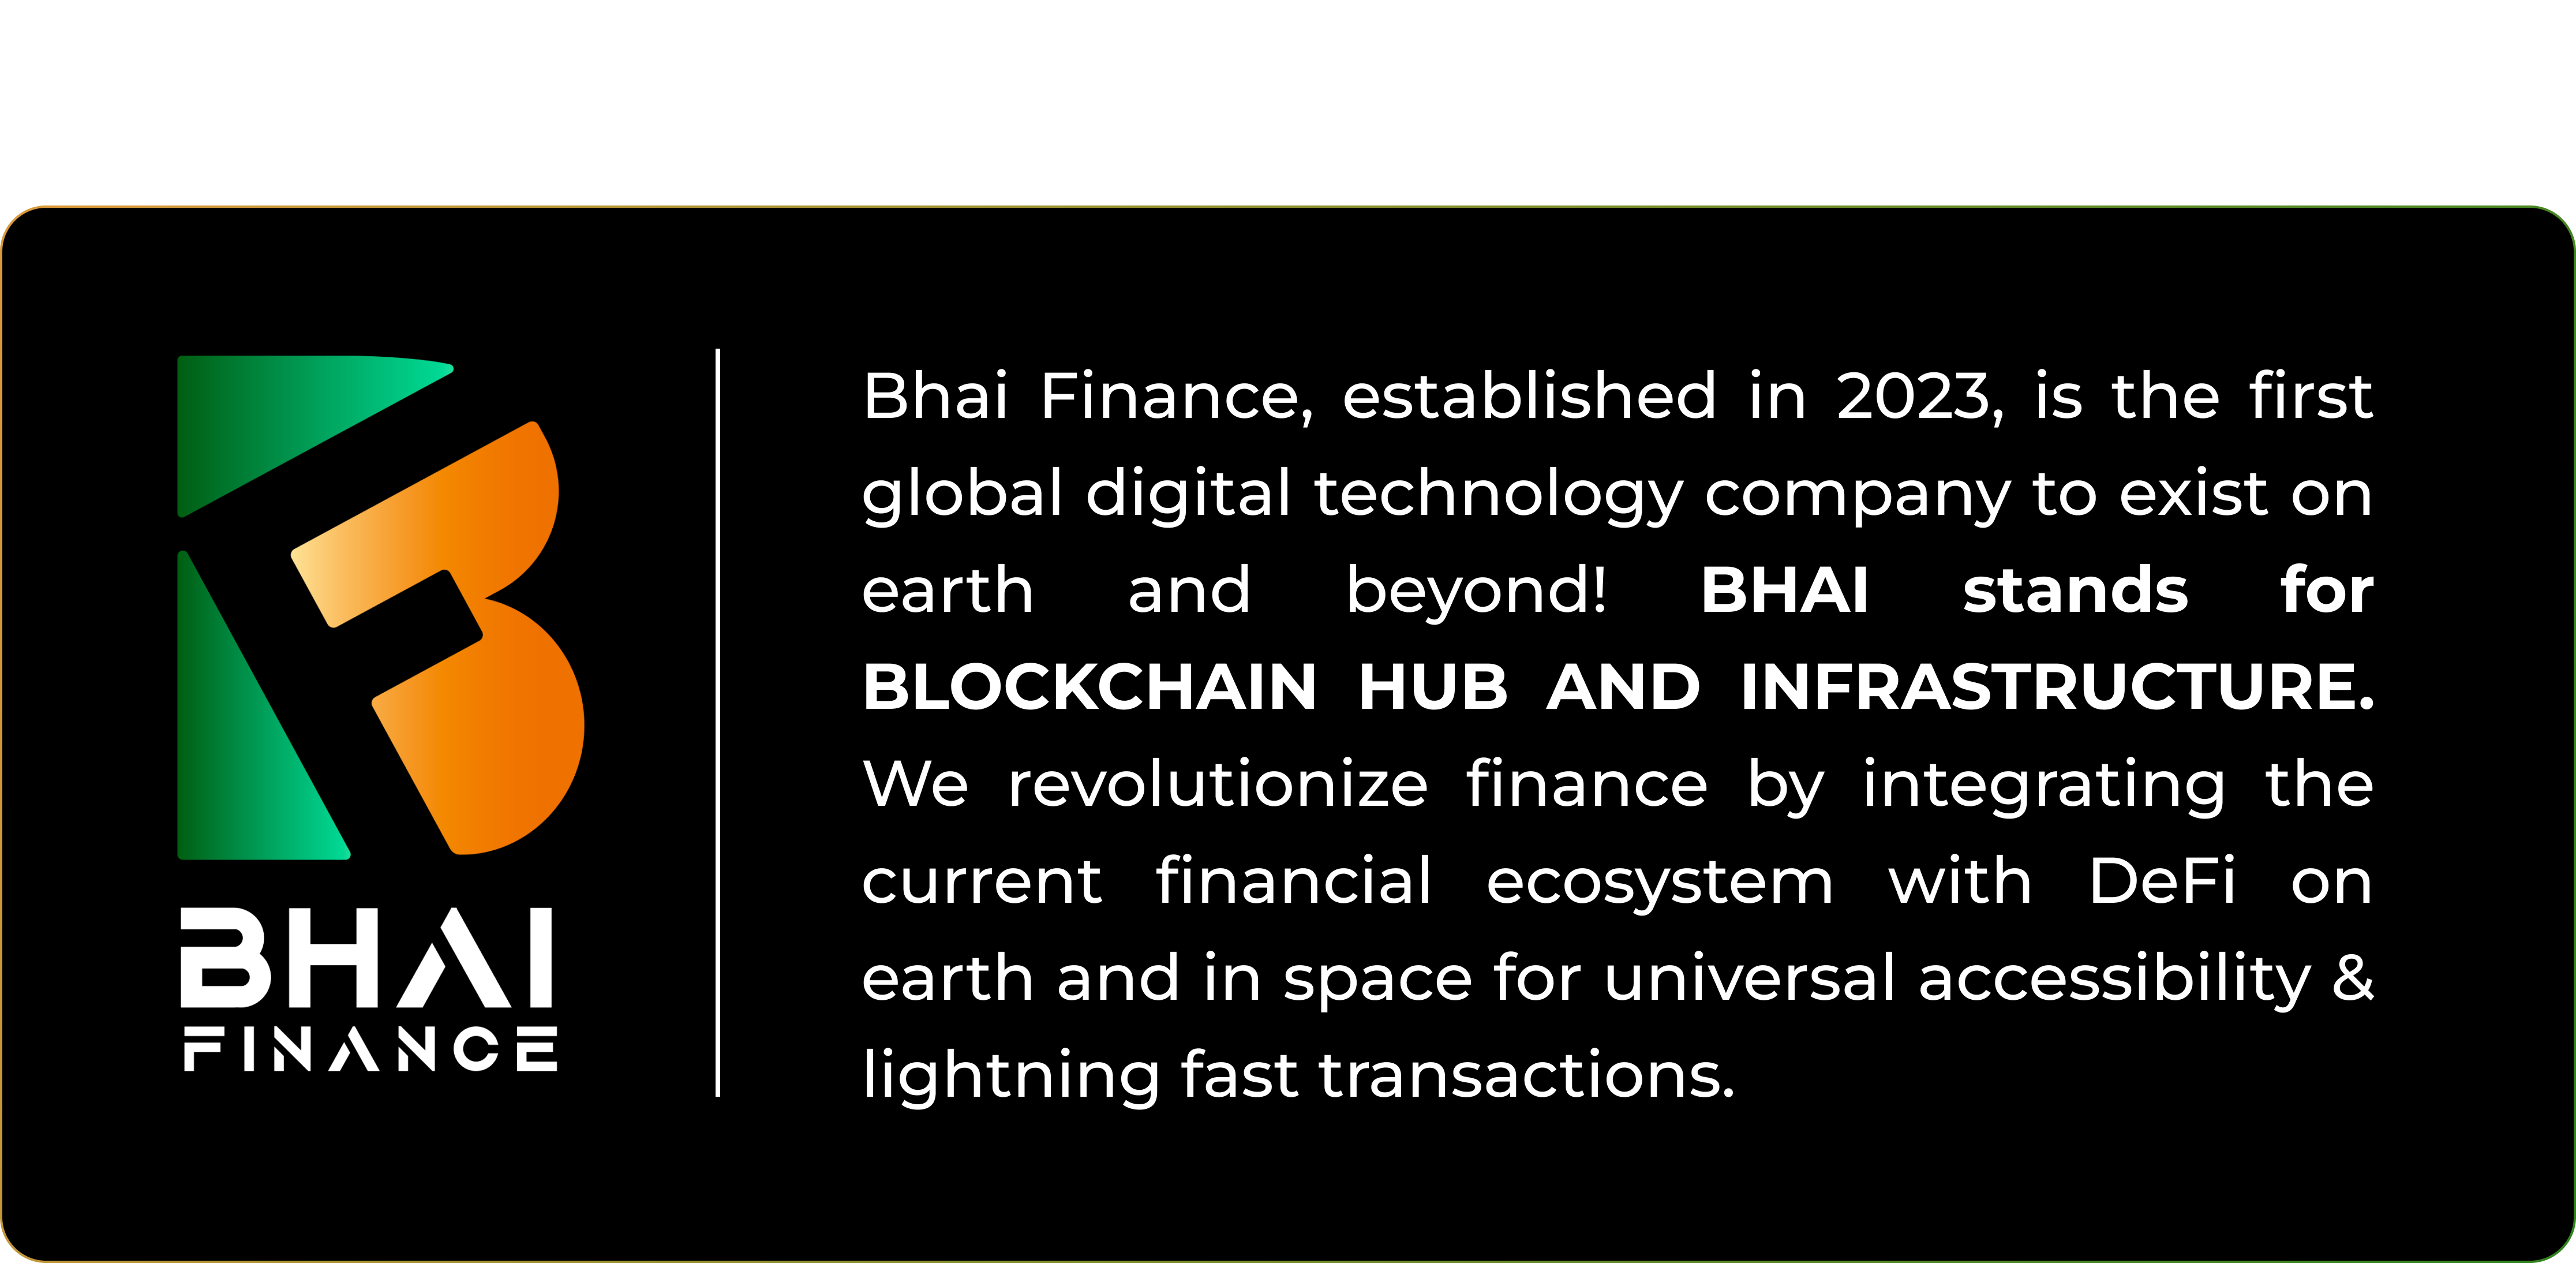 BHAI
FINANCE
Bhai Finance, established in 2023, is the first
global digital technology company to exist on
earth and beyond! BHAI stands for
BLOCKCHAIN HUB AND INFRASTRUCTURE.
We revolutionize finance by integrating the
current financial ecosystem with DeFi on
earth and in space for universal accessibility &
lightning fast transactions.